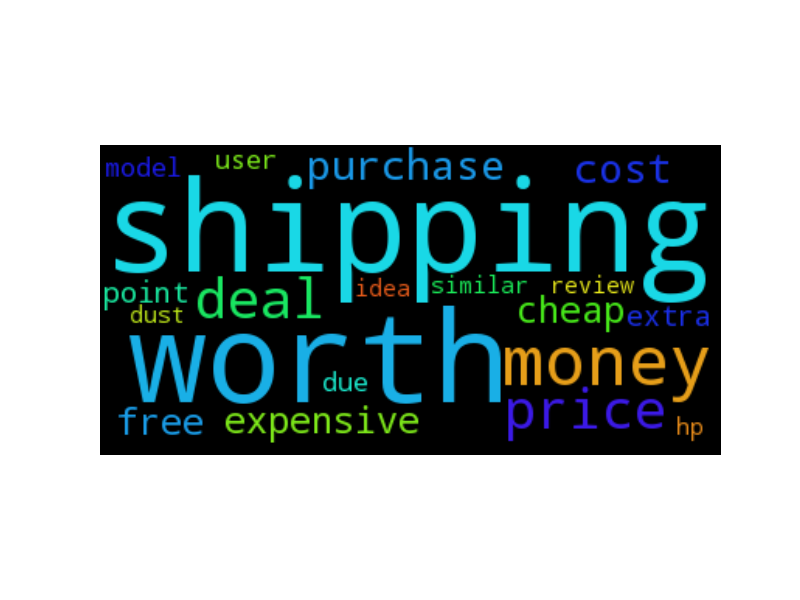 model user purchase cost
shipping
point deal idea similar review
dust cheap extra
worth money
due
free expensive price hp